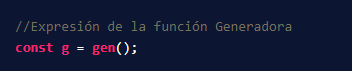 //Expresión de la función Generadora
const g = gen();